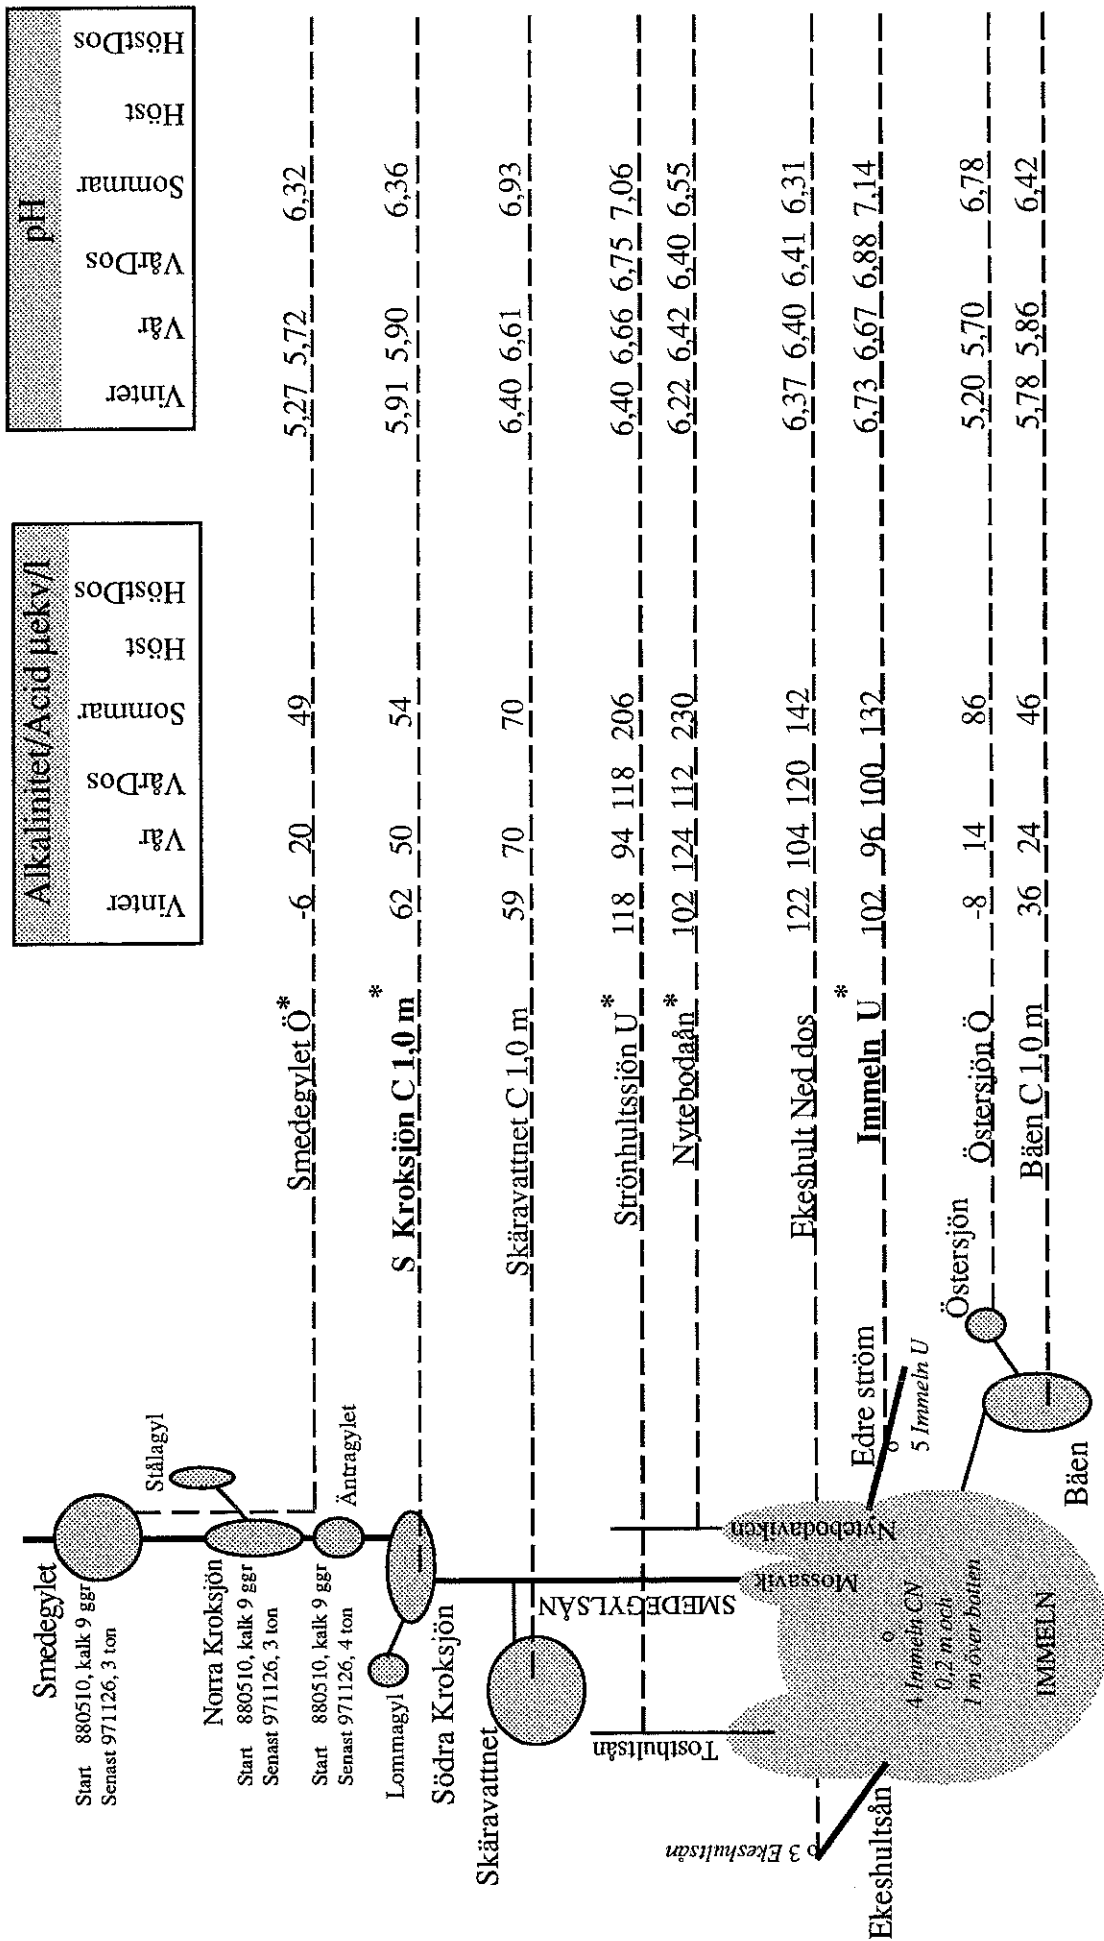 Smedegylet
Start 880510, kalk 9 ggr
Senast 971126, 3 ton
Stålagyl
Norra Kroksjön
Start 880510, kalk 9 ggr
Senast 971126, 3 ton
Äntragylet
Start 880510, kalk 9 ggr
Senast 971126, 4 ton
Lommagyl
Södra Kroksjön
Skäravattnet
SMEDEGYLSÅN
Tosthultsån
Mossavik
Nytebodaviken
3 Ekeshultsån
Ekeshultsån
4 Immeln CN
0,2 m och
1 m över botten
IMMELN
Edre ström
5 Immeln U
Östersjön
Bäen
Alkalinitet/Acid µekv/l
Vinter Vår VårDos Sommar Höst HöstDos
pH
Vinter Vår VårDos Sommar Höst HöstDos
Smedegylet Ö* -6 20 49 5,27 5,72 6,32
S Kroksjön C 1,0 m * 62 50 54 5,91 5,90 6,36
Skäravattnet C 1,0 m 59 70 70 6,40 6,61 6,93
Strönhultssjön U* 118 94 118 206 6,40 6,66 6,75 7,06
Nytebodaån* 102 124 112 230 6,22 6,42 6,40 6,55
Ekeshult Ned dos 122 104 120 142 6,37 6,40 6,41 6,31
Immeln U * 102 96 100 132 6,73 6,67 6,88 7,14
Östersjön Ö -8 14 86 5,20 5,70 6,78
Bäen C 1,0 m 36 24 46 5,78 5,86 6,42